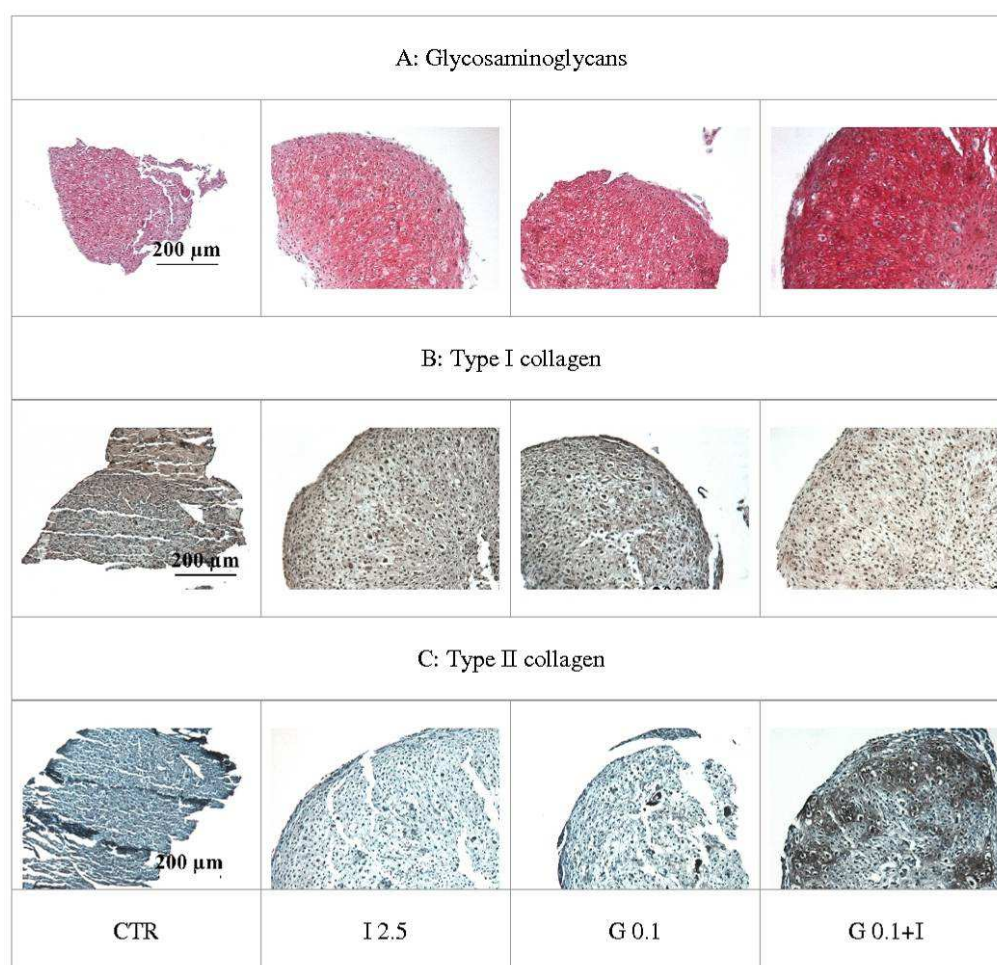 A: Glycosaminoglycans
200 µm
B: Type I collagen
200 µm
C: Type II collagen
200 µm
CTR
I 2.5
G 0.1
G 0.1+I